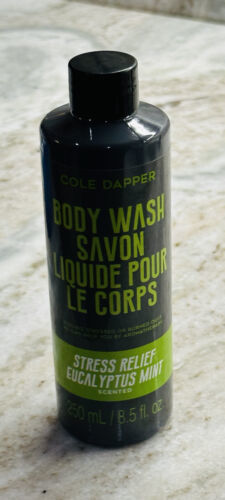 COLE DAPPER
BODY WASH
SAVON
LIQUIDE POUR
LE CORPS
STRESS RELIEF
EUCALYPTUS MINT
SCENTED
250 mL / 8.5 fl. oz